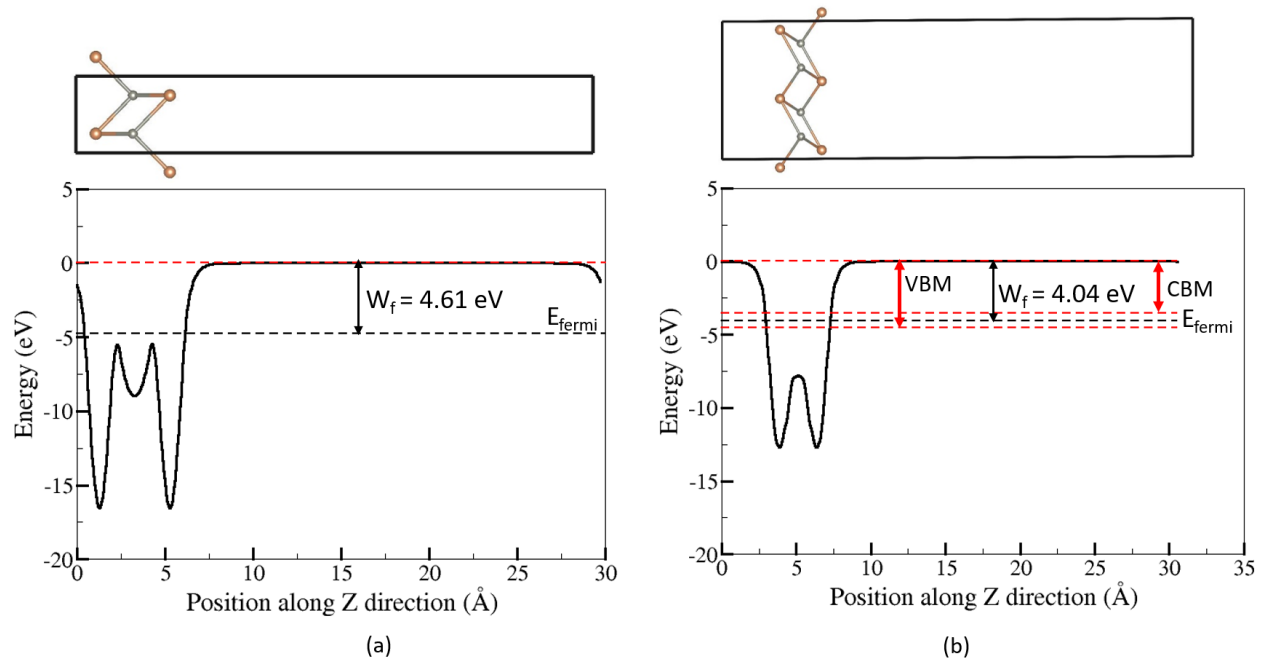 5
0
-5
-10
-15
-20
Energy (eV)
W_f = 4.61 eV
E_fermi
0
5
10
15
20
25
30
Position along Z direction (Å)
(a)
5
0
-5
-10
-15
-20
Energy (eV)
VBM
W_f = 4.04 eV
CBM
E_fermi
0
5
10
15
20
25
30
35
Position along Z direction (Å)
(b)